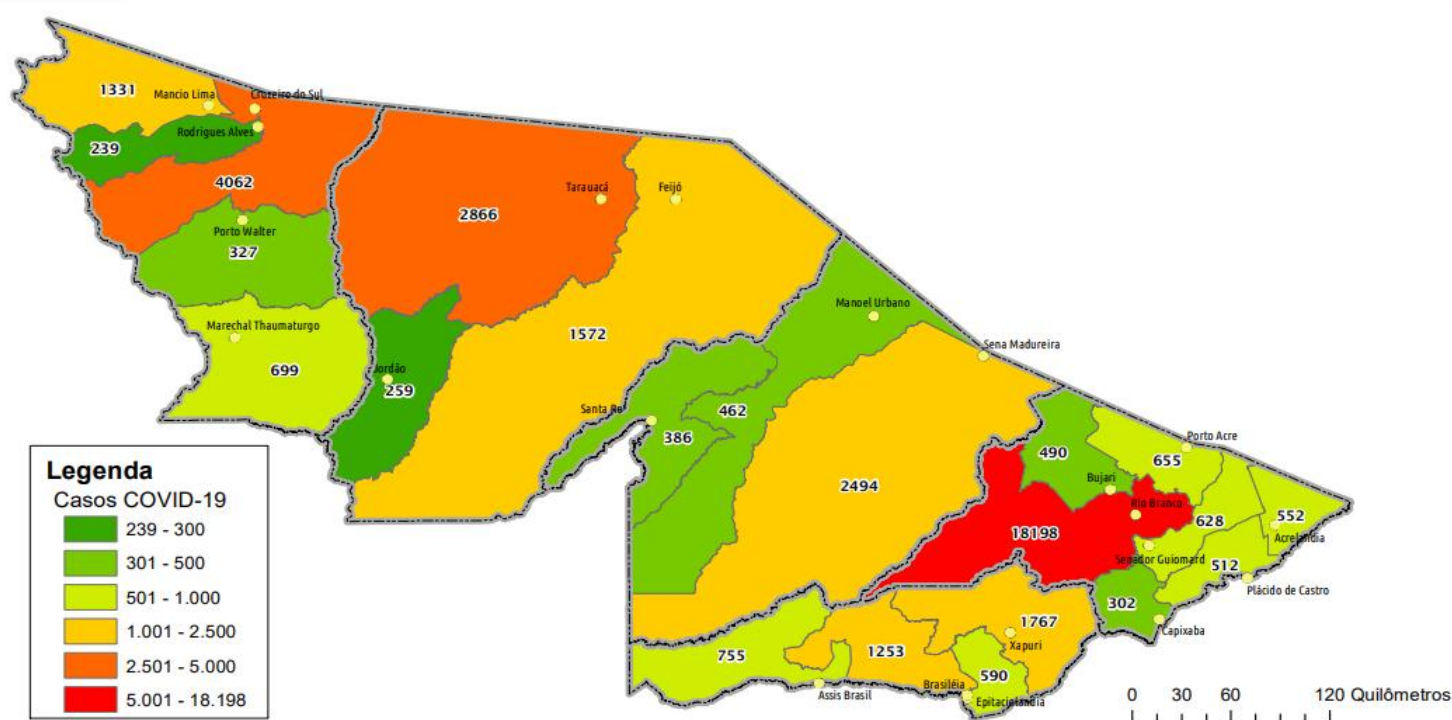 1331
Mancio Lima
Cruzeiro do Sul
Rodrigues Alves
239
4062
2866
Tarauacá
Feijó
Porto Walter
327
Manoel Urbano
Marechal Thaumaturgo
1572
Sena Madureira
699
Jordão
259
Santa Ro
462
386
Porto Acre
490
655
Bujari
2494
Rio Branco
628
552
18198
Acrelandia
Senador Guiomard
512
Plácido de Castro
302
Capixaba
1767
Xapuri
755
1253
590
Assis Brasil
Brasiléia
Epitaciolandia
Legenda
Casos COVID-19
239 - 300
301 - 500
501 - 1.000
1.001 - 2.500
2.501 - 5.000
5.001 - 18.198
0 30 60 120 Quilômetros